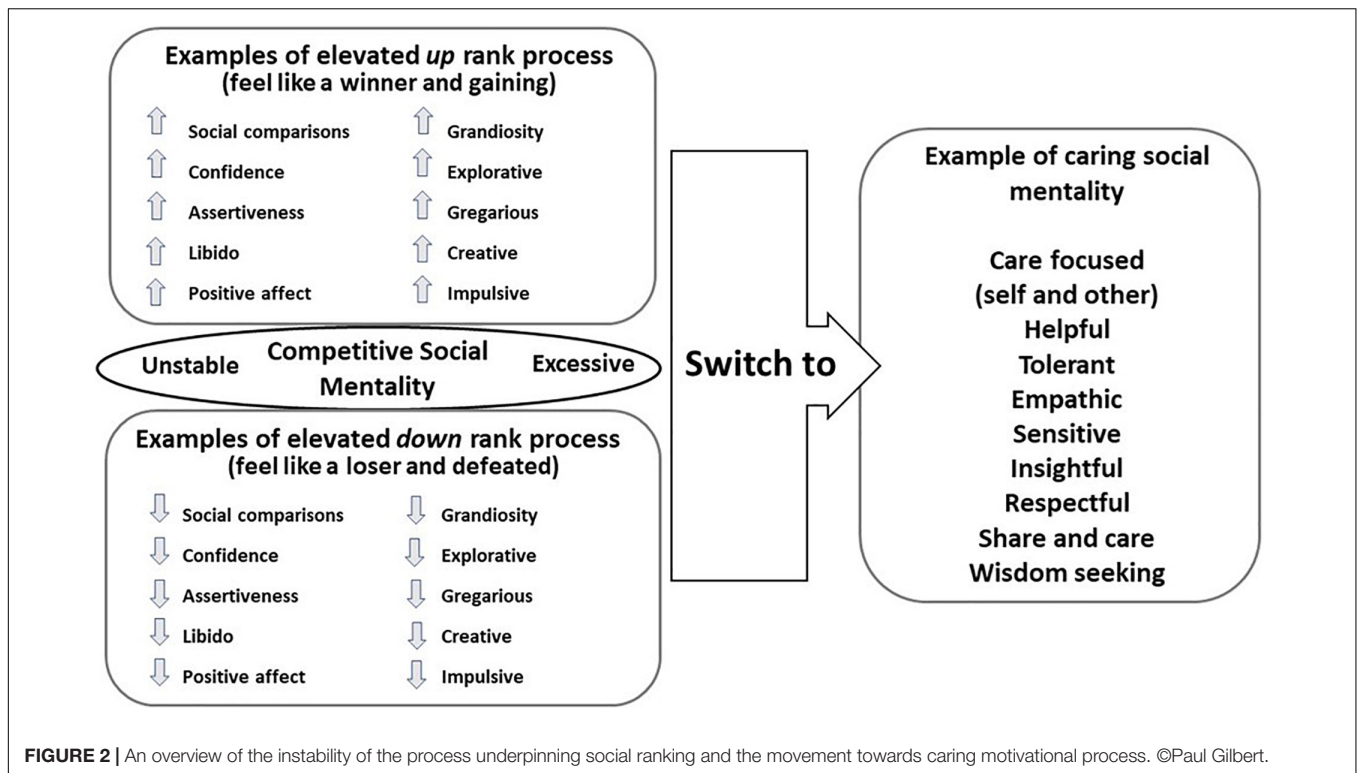 Examples of elevated up rank process
(feel like a winner and gaining)
Social comparisons
Confidence
Assertiveness
Libido
Positive affect
Grandiosity
Explorative
Gregarious
Creative
Impulsive
Unstable
Competitive Social
Mentality
Excessive
Examples of elevated down rank process
(feel like a loser and defeated)
Social comparisons
Confidence
Assertiveness
Libido
Positive affect
Grandiosity
Explorative
Gregarious
Creative
Impulsive
Switch to
Example of caring social
mentality
Care focused
(self and other)
Helpful
Tolerant
Empathic
Sensitive
Insightful
Respectful
Share and care
Wisdom seeking
FIGURE 2 | An overview of the instability of the process underpinning social ranking and the movement towards caring motivational process. ©Paul Gilbert.